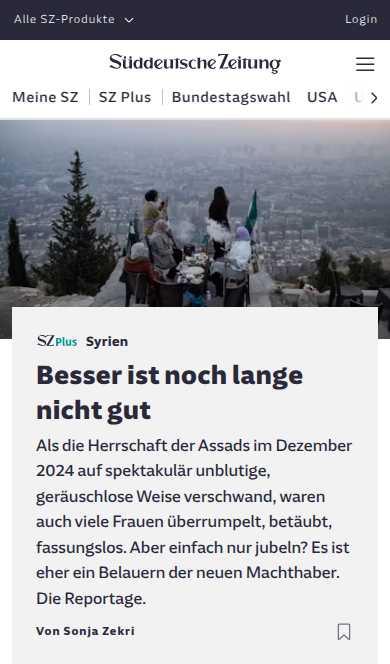 Alle SZ-Produkte
Login
Süddeutsche Zeitung
Meine SZ
SZ Plus
Bundestagswahl
USA
U
SZ Plus Syrien
Besser ist noch lange
nicht gut
Als die Herrschaft der Assads im Dezember
2024 auf spektakulär unblutige,
geräuschlose Weise verschwand, waren
auch viele Frauen überrumpelt, betäubt,
fassungslos. Aber einfach nur jubeln? Es ist
eher ein Belauern der neuen Machthaber.
Die Reportage.
Von Sonja Zekri